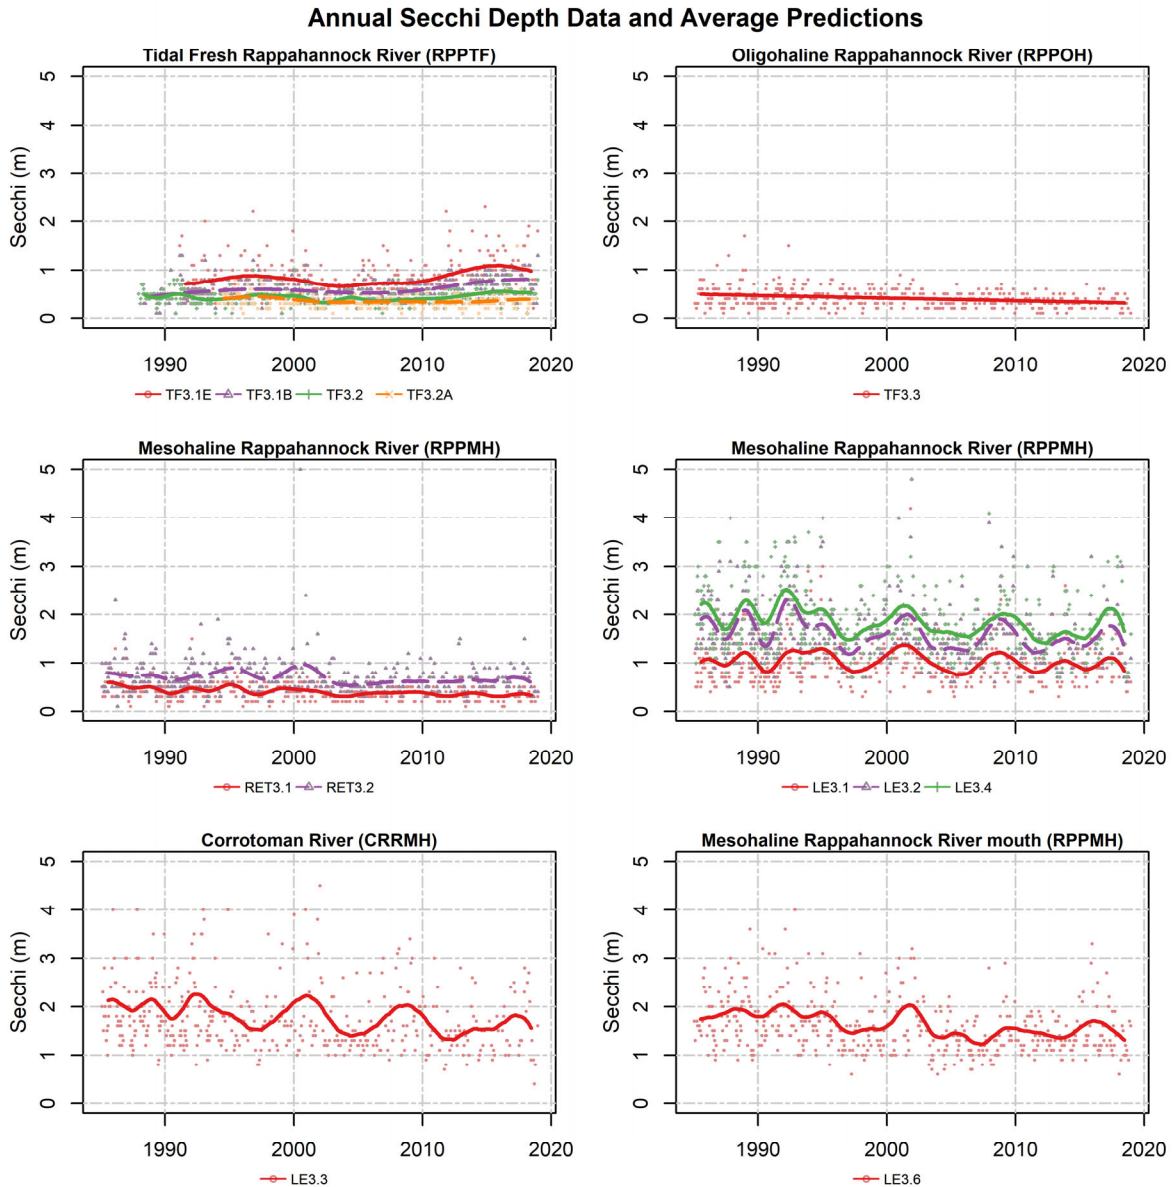 Annual Secchi Depth Data and Average Predictions
Tidal Fresh Rappahannock River (RPPTF)
Secchi (m)
5
4
3
2
1
0
1990 2000 2010 2020
TF3.1E TF3.1B TF3.2 TF3.2A
Oligohaline Rappahannock River (RPPOH)
Secchi (m)
5
4
3
2
1
0
1990 2000 2010 2020
TF3.3
Mesohaline Rappahannock River (RPPMH)
Secchi (m)
5
4
3
2
1
0
1990 2000 2010 2020
RET3.1 RET3.2
Mesohaline Rappahannock River (RPPMH)
Secchi (m)
5
4
3
2
1
0
1990 2000 2010 2020
LE3.1 LE3.2 LE3.4
Corrotoman River (CRRMH)
Secchi (m)
5
4
3
2
1
0
1990 2000 2010 2020
LE3.3
Mesohaline Rappahannock River mouth (RPPMH)
Secchi (m)
5
4
3
2
1
0
1990 2000 2010 2020
LE3.6